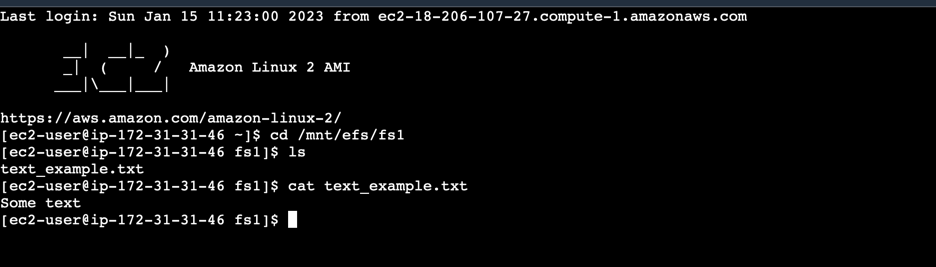 Last login: Sun Jan 15 11:23:00 2023 from ec2-18-206-107-27.compute-1.amazonaws.com
       __|  __|_  )
       _|  (     /   Amazon Linux 2 AMI
      ___|\___|___|
https://aws.amazon.com/amazon-linux-2/
[ec2-user@ip-172-31-31-46 ~]$ cd /mnt/efs/fs1
[ec2-user@ip-172-31-31-46 fs1]$ ls
text_example.txt
[ec2-user@ip-172-31-31-46 fs1]$ cat text_example.txt
Some text
[ec2-user@ip-172-31-31-46 fs1]$